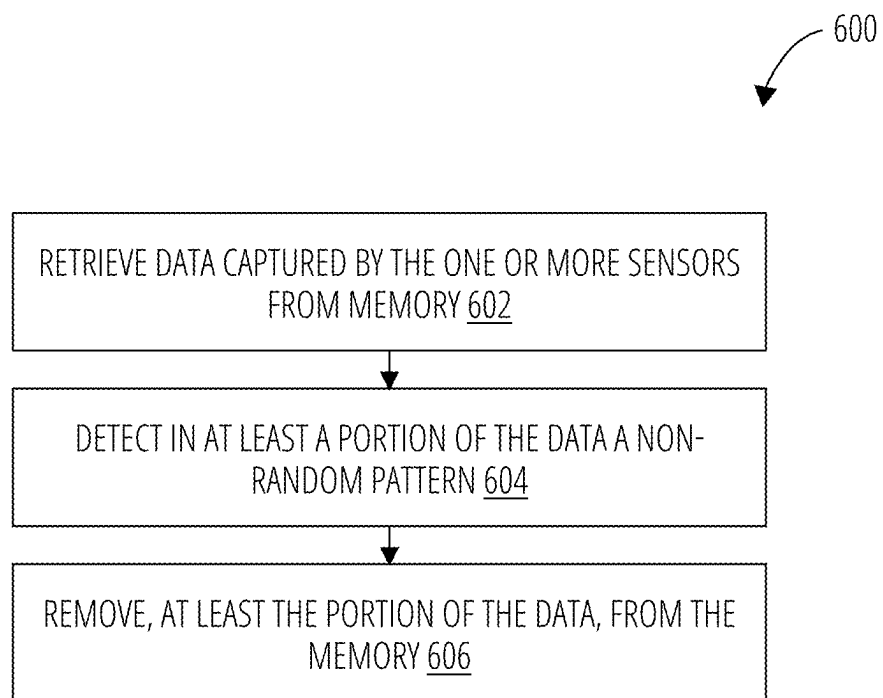 600
RETRIEVE DATA CAPTURED BY THE ONE OR MORE SENSORS
FROM MEMORY 602
DETECT IN AT LEAST A PORTION OF THE DATA A NON-
RANDOM PATTERN 604
REMOVE, AT LEAST THE PORTION OF THE DATA, FROM THE
MEMORY 606